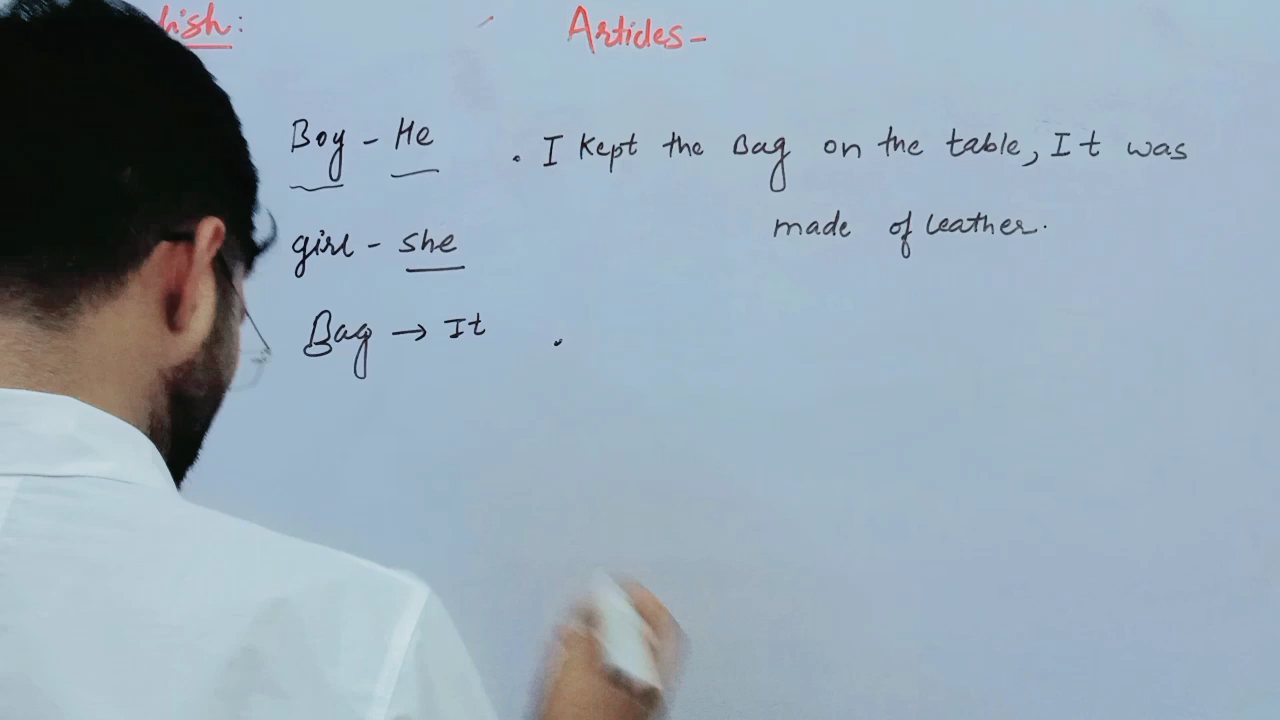 Articles-
Boy - He
. I kept the Bag on the table, It was
made of leather.
girl - she
Bag → It
.